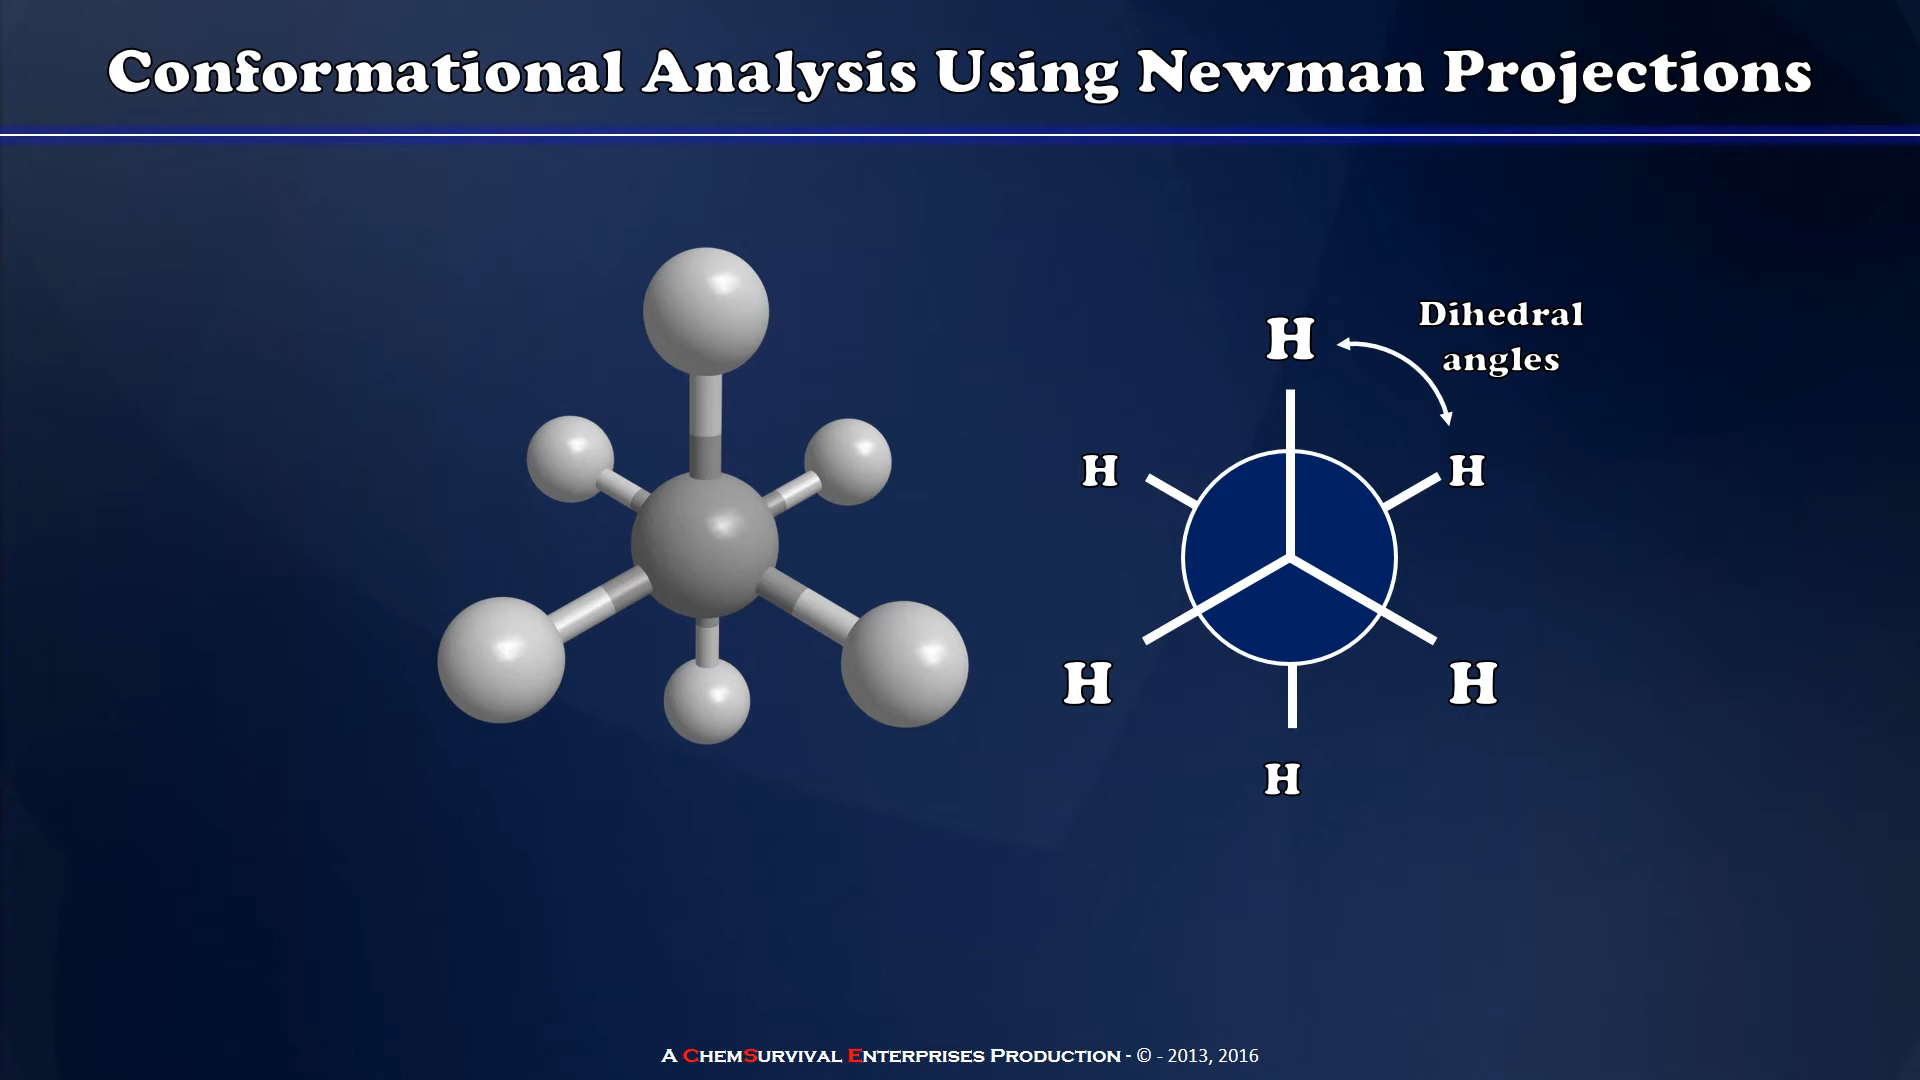 Conformational Analysis Using Newman Projections
Dihedral
angles
H
H
H
H
H
H
A ChemSurvival Enterprises Production - © - 2013, 2016